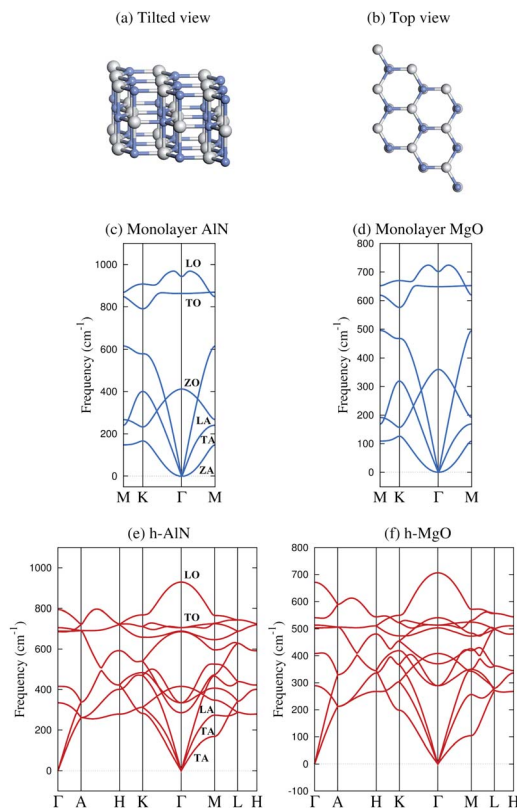 (a) Tilted view
(b) Top view
(c) Monolayer AlN
1000
800
600
400
200
0
Frequency (cm⁻¹)
LO
TO
ZO
LA
TA
ZA
M K Γ M
(d) Monolayer MgO
800
700
600
500
400
300
200
100
0
Frequency (cm⁻¹)
M K Γ M
(e) h-AlN
1000
800
600
400
200
0
Frequency (cm⁻¹)
LO
TO
LA
TA
TA
Γ A H K Γ M L H
(f) h-MgO
800
700
600
500
400
300
200
100
0
-100
Frequency (cm⁻¹)
Γ A H K Γ M L H